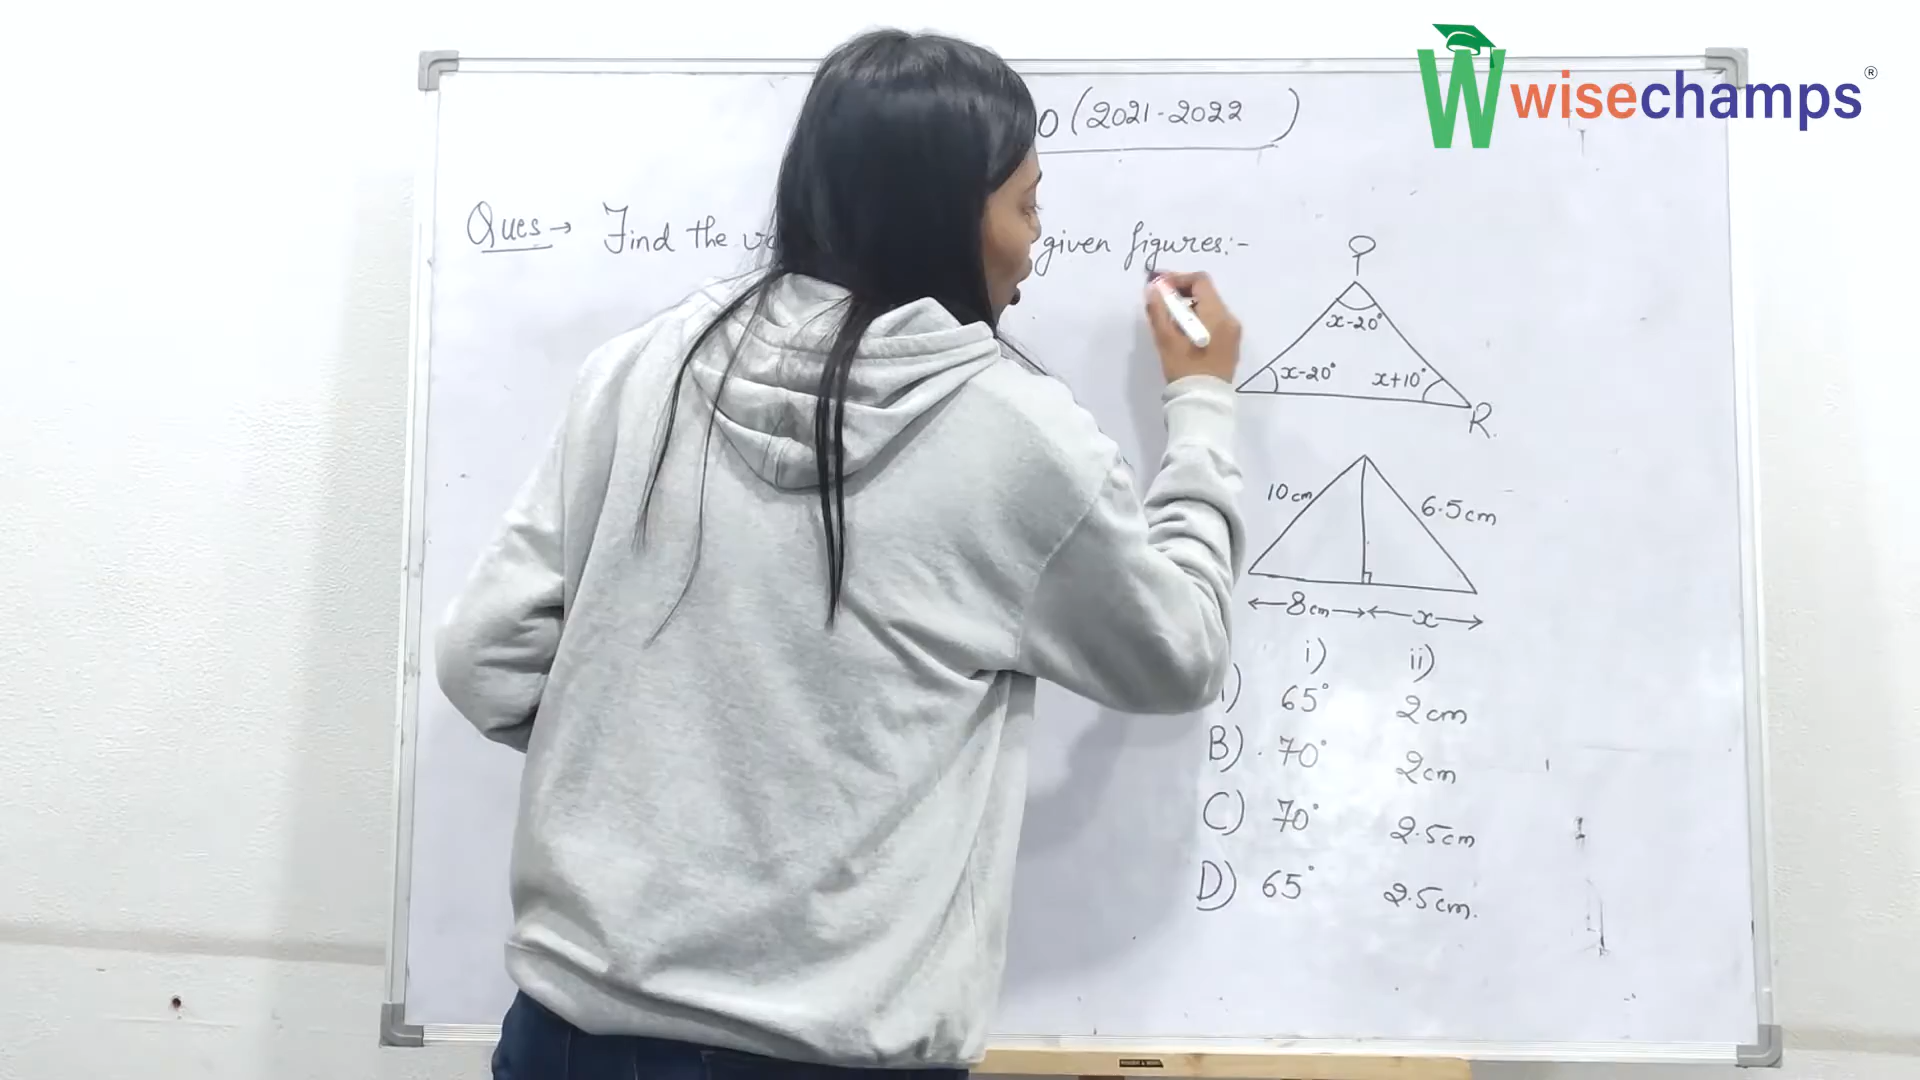 wisechamps®
(2021-2022 )
Ques→ Find the given figures:-
P
x-20°
x-20° x+10°
R.
10cm 6.5cm
8cm x
i) ii)
65° 2cm
B) 70° 2cm
C) 70° 2.5cm
D) 65° 2.5cm.